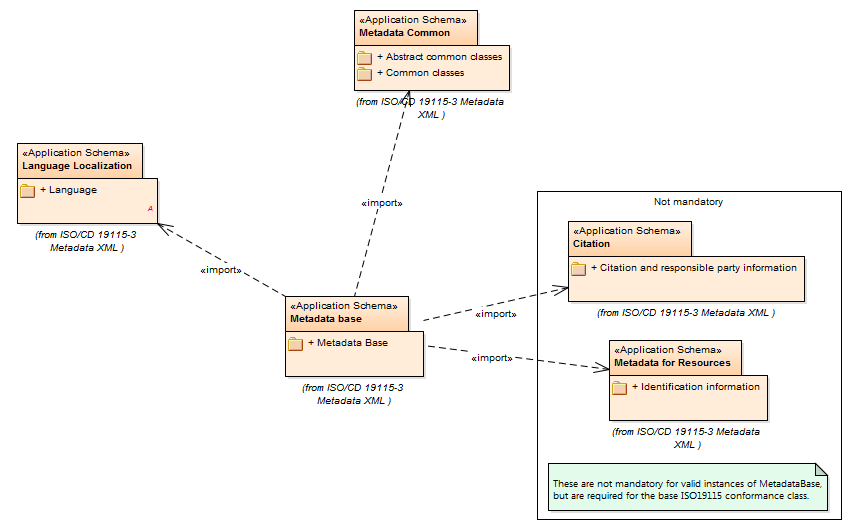 «Application Schema»
Metadata Common
+ Abstract common classes
+ Common classes
(from ISO/CD 19115-3 Metadata
XML )
«Application Schema»
Language Localization
+ Language
A
(from ISO/CD 19115-3
Metadata XML )
«import»
«import»
Not mandatory
«Application Schema»
Citation
+ Citation and responsible party information
(from ISO/CD 19115-3 Metadata XML )
«Application Schema»
Metadata base
+ Metadata Base
(from ISO/CD 19115-3
Metadata XML )
«import»
«import»
«Application Schema»
Metadata for Resources
+ Identification information
(from ISO/CD 19115-3 Metadata
XML )
These are not mandatory for valid instances of MetadataBase,
but are required for the base ISO19115 conformance class.